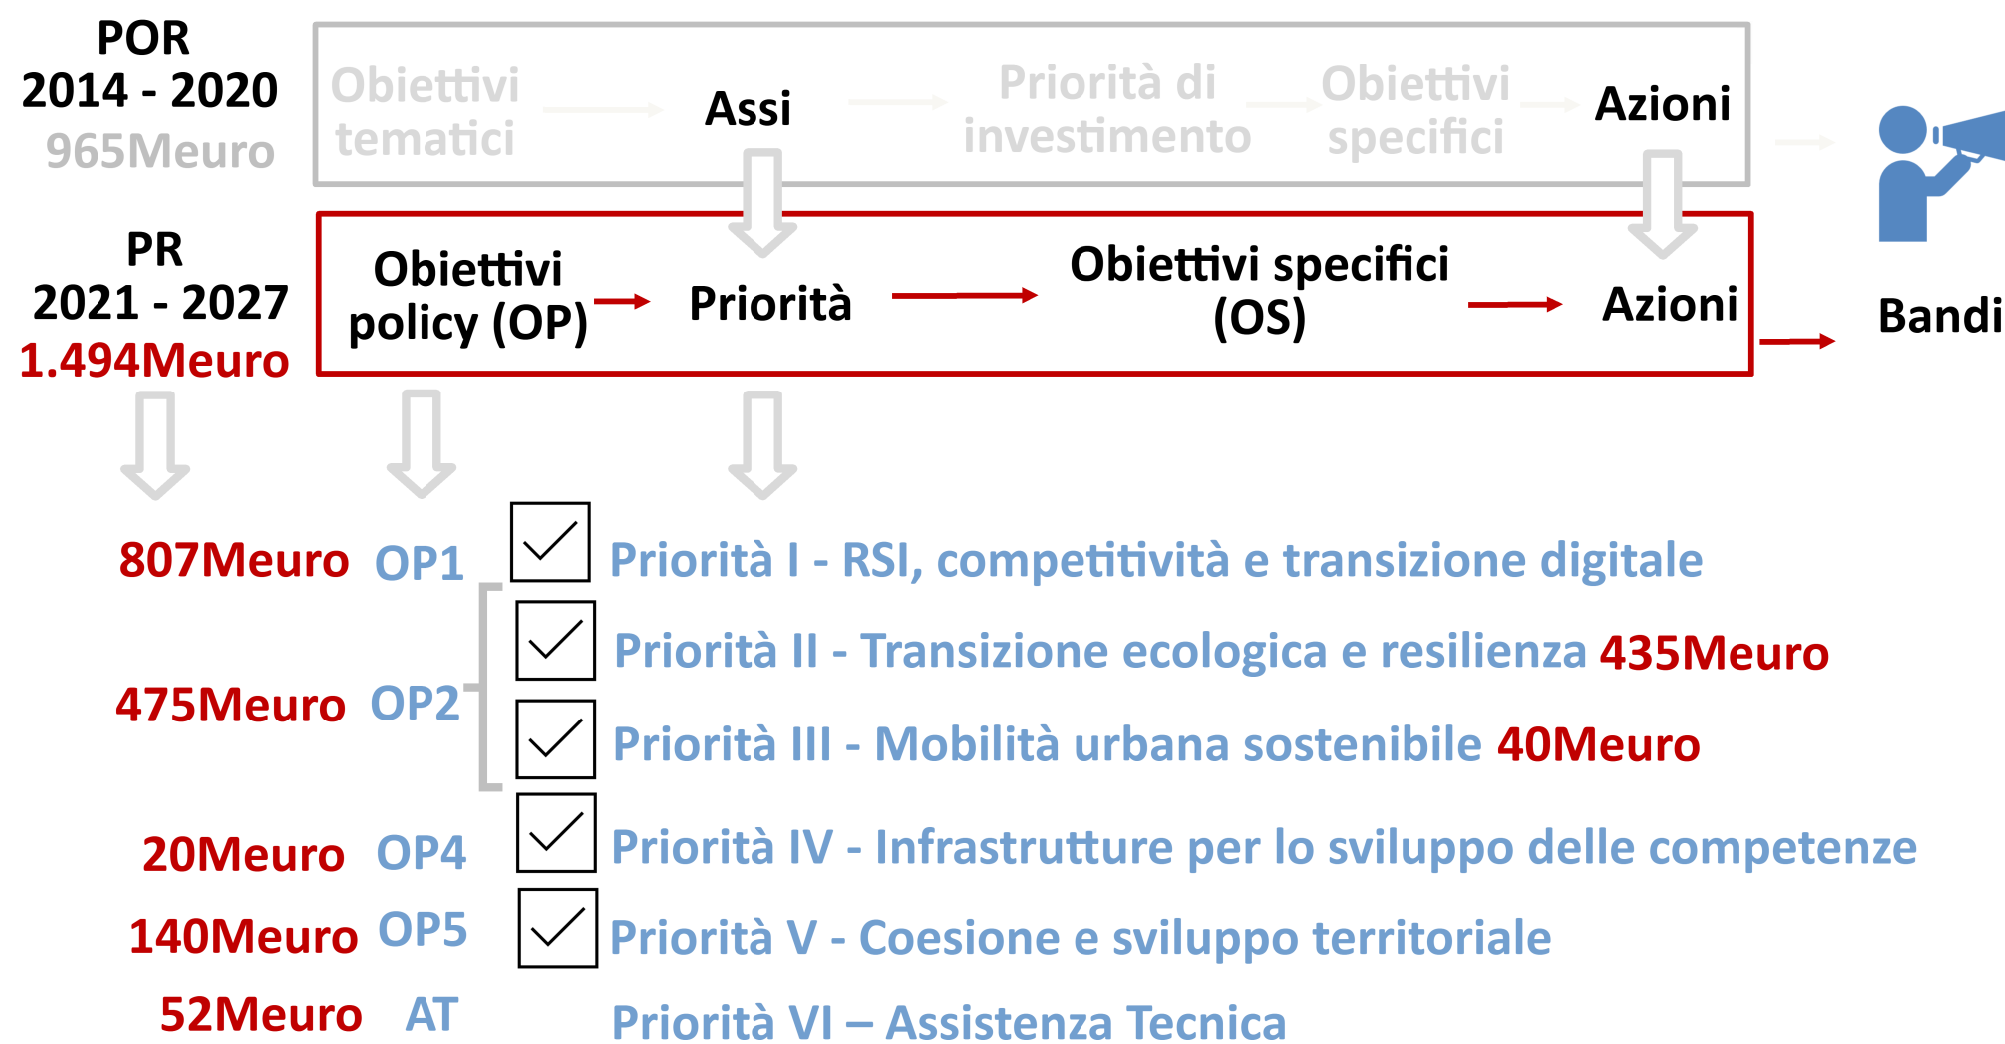 POR
2014 - 2020
965Meuro
Obiettivi
tematici
Assi
Priorità di
investimento
Obiettivi
specifici
Azioni
PR
2021 - 2027
1.494Meuro
Obiettivi
policy (OP)
Priorità
Obiettivi specifici
(OS)
Azioni
Bandi
807Meuro OP1 Priorità I - RSI, competitività e transizione digitale
475Meuro OP2
Priorità II - Transizione ecologica e resilienza 435Meuro
Priorità III - Mobilità urbana sostenibile 40Meuro
20Meuro OP4 Priorità IV - Infrastrutture per lo sviluppo delle competenze
140Meuro OP5 Priorità V - Coesione e sviluppo territoriale
52Meuro AT Priorità VI – Assistenza Tecnica